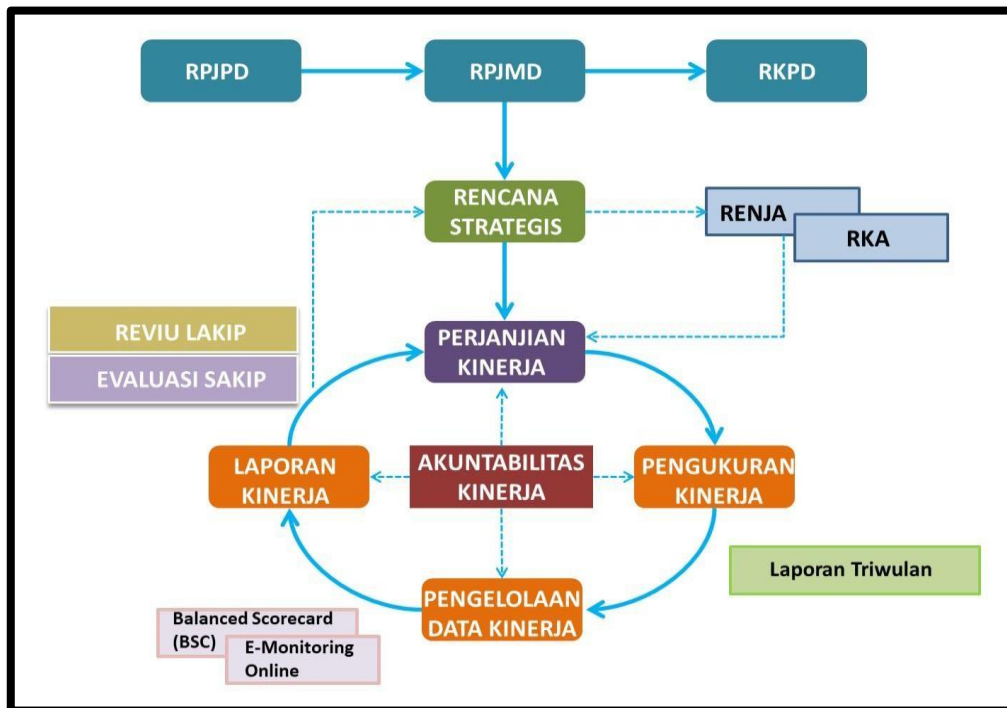 RPJPD
RPJMD
RKPD
RENCANA
STRATEGIS
RENJA
RKA
REVIU LAKIP
EVALUASI SAKIP
PERJANJIAN
KINERJA
LAPORAN
KINERJA
AKUNTABILITAS
KINERJA
PENGUKURAN
KINERJA
Laporan Triwulan
PENGELOLAAN
DATA KINERJA
Balanced Scorecard
(BSC)
E-Monitoring
Online